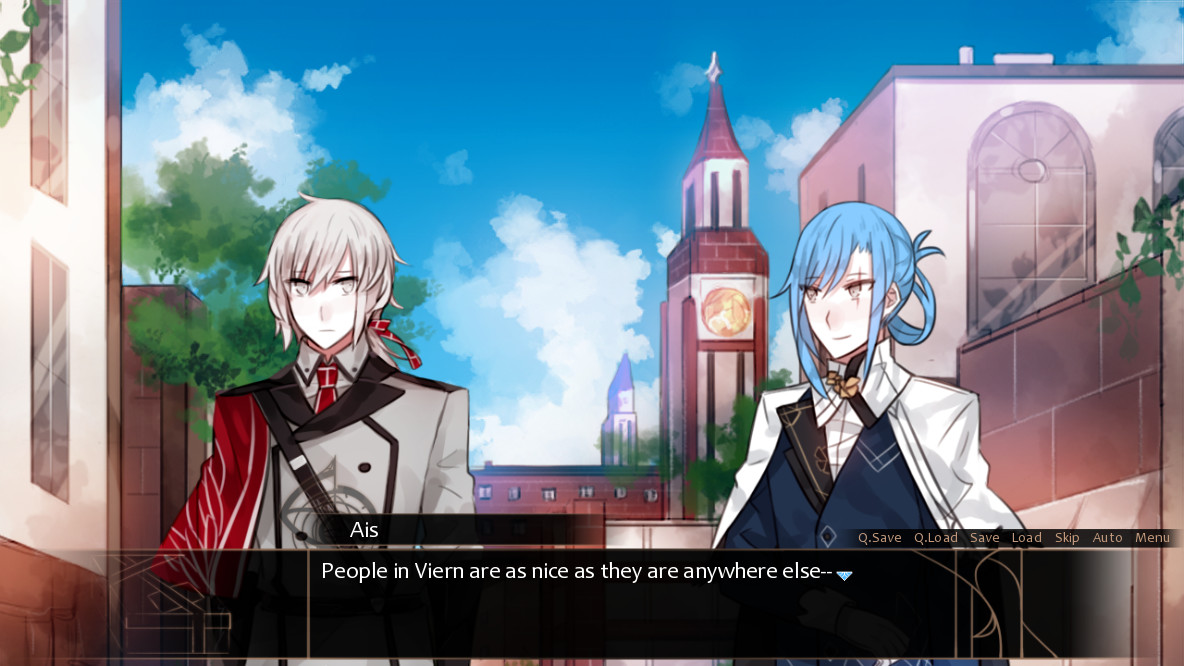 Ais
Q.Save Q.Load Save Load Skip Auto Menu
People in Viern are as nice as they are anywhere else--